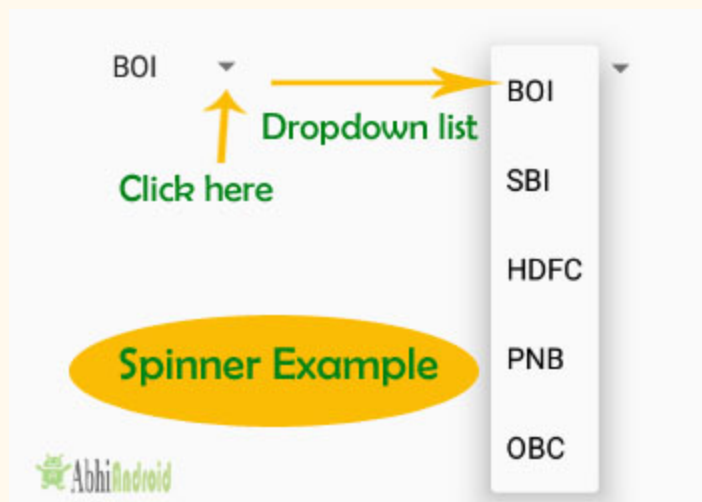 BOI
Click here
Dropdown list
BOI
SBI
HDFC
PNB
OBC
Spinner Example
AbhiAndroid